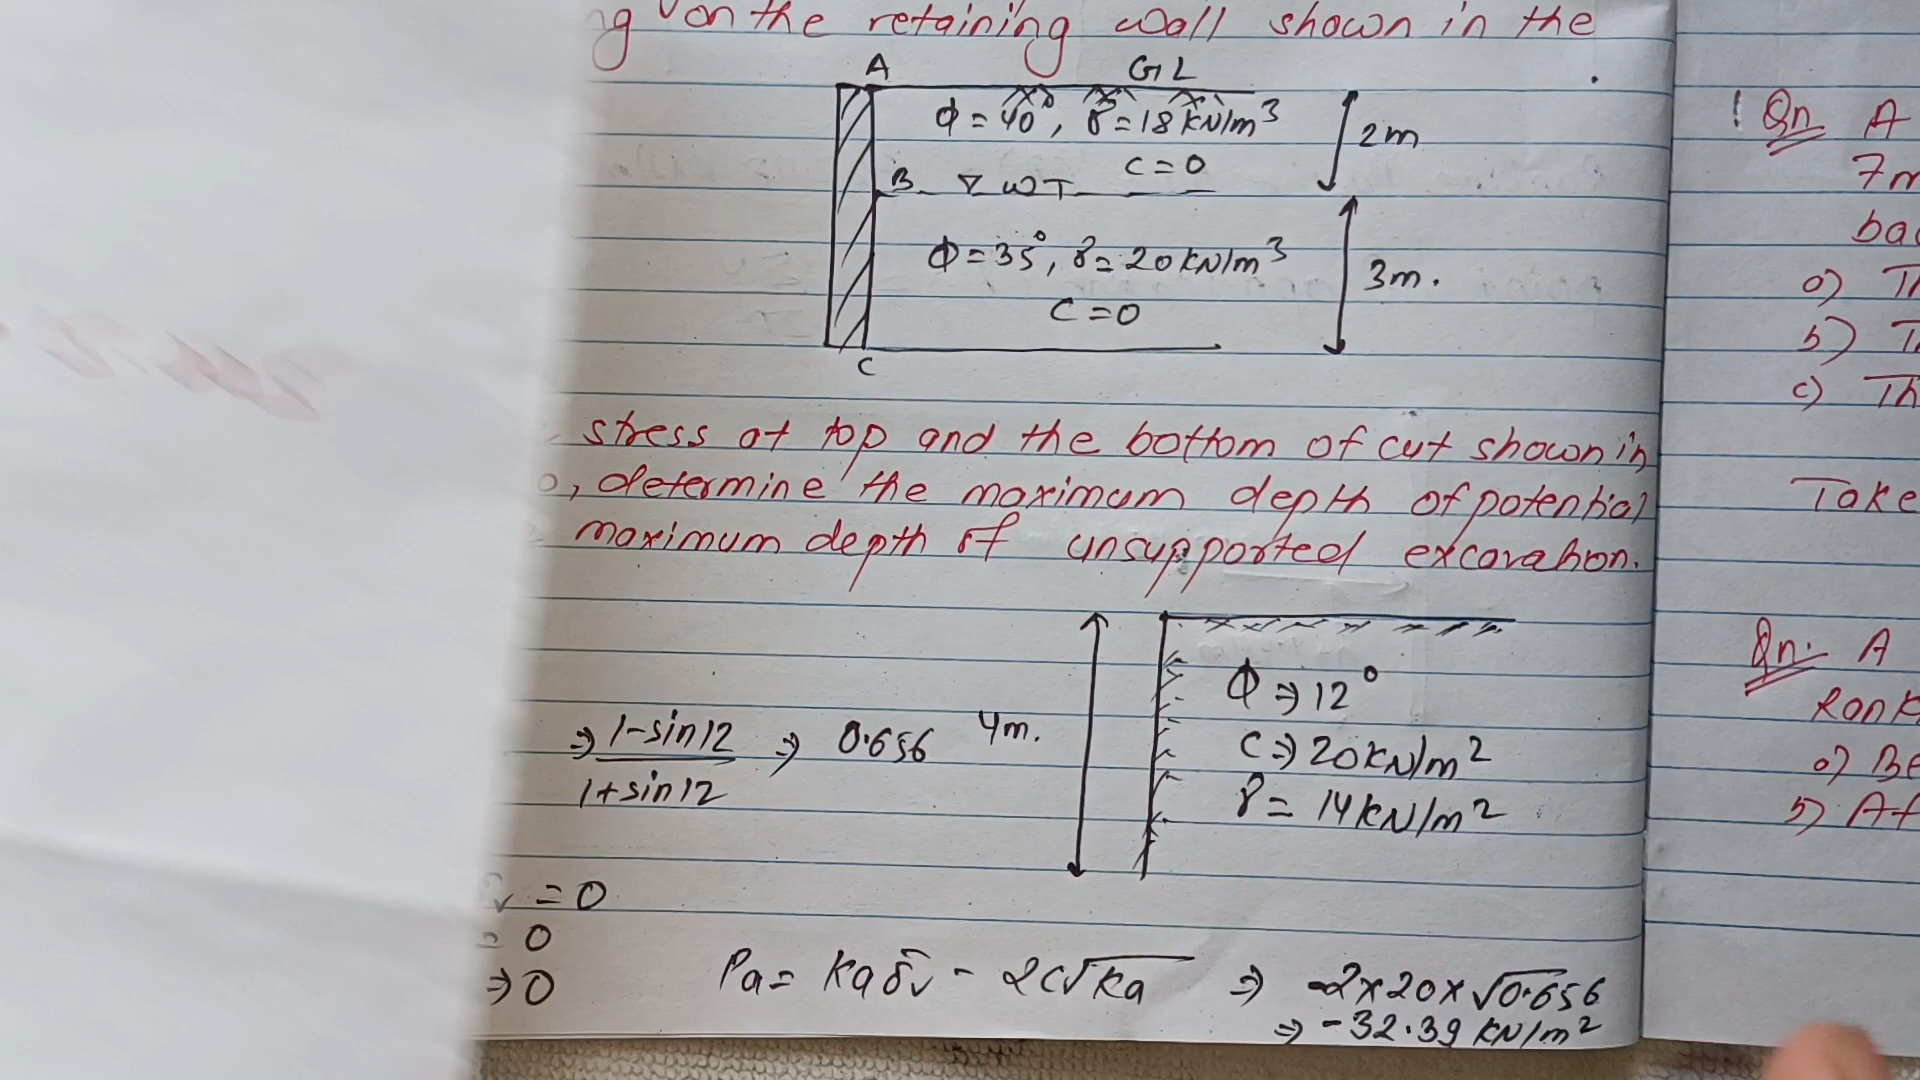 on the retaining wall shown in the
A GL
ϕ = 40°, γ = 18 kN/m³
2m
C = 0
B ∇ WT
ϕ = 35°, γ = 20 kN/m³
3m.
C = 0
C
stress at top and the bottom of cut shown in
, determine the maximum depth of potential
maximum depth of unsupported excavation.
ϕ ⇒ 12°
⇒ 1-sin12 / 1+sin12 ⇒ 0.656
4m.
C ⇒ 20 kN/m²
γ = 14 kN/m²
= 0
0
⇒ 0
Pa = Ka σ̄v - 2C√Ka ⇒ -2×20×√0.656
⇒ -32.39 kN/m²
! Qn A
7m
a)
b)
c) Th
Take
Qn. A
Rank
a) Be
b) Af